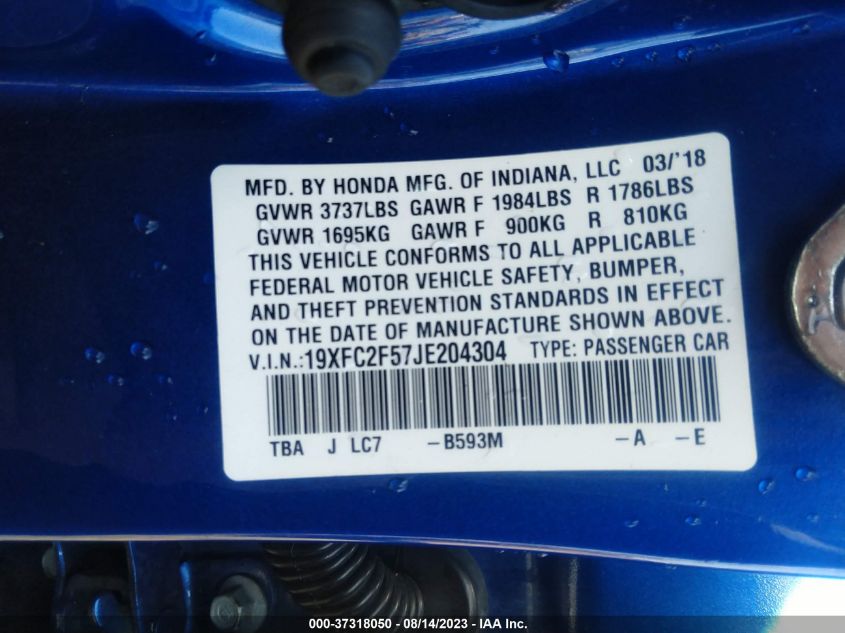 MFD. BY HONDA MFG. OF INDIANA, LLC 03/'18
GVWR 3737LBS GAWR F 1984LBS R 1786LBS
GVWR 1695KG GAWR F 900KG R 810KG
THIS VEHICLE CONFORMS TO ALL APPLICABLE
FEDERAL MOTOR VEHICLE SAFETY, BUMPER,
AND THEFT PREVENTION STANDARDS IN EFFECT
ON THE DATE OF MANUFACTURE SHOWN ABOVE.
V.I.N.:19XFC2F57JE204304 TYPE: PASSENGER CAR
TBA J LC7 -B593M -A -E
000-37318050 - 08/14/2023 - IAA Inc.